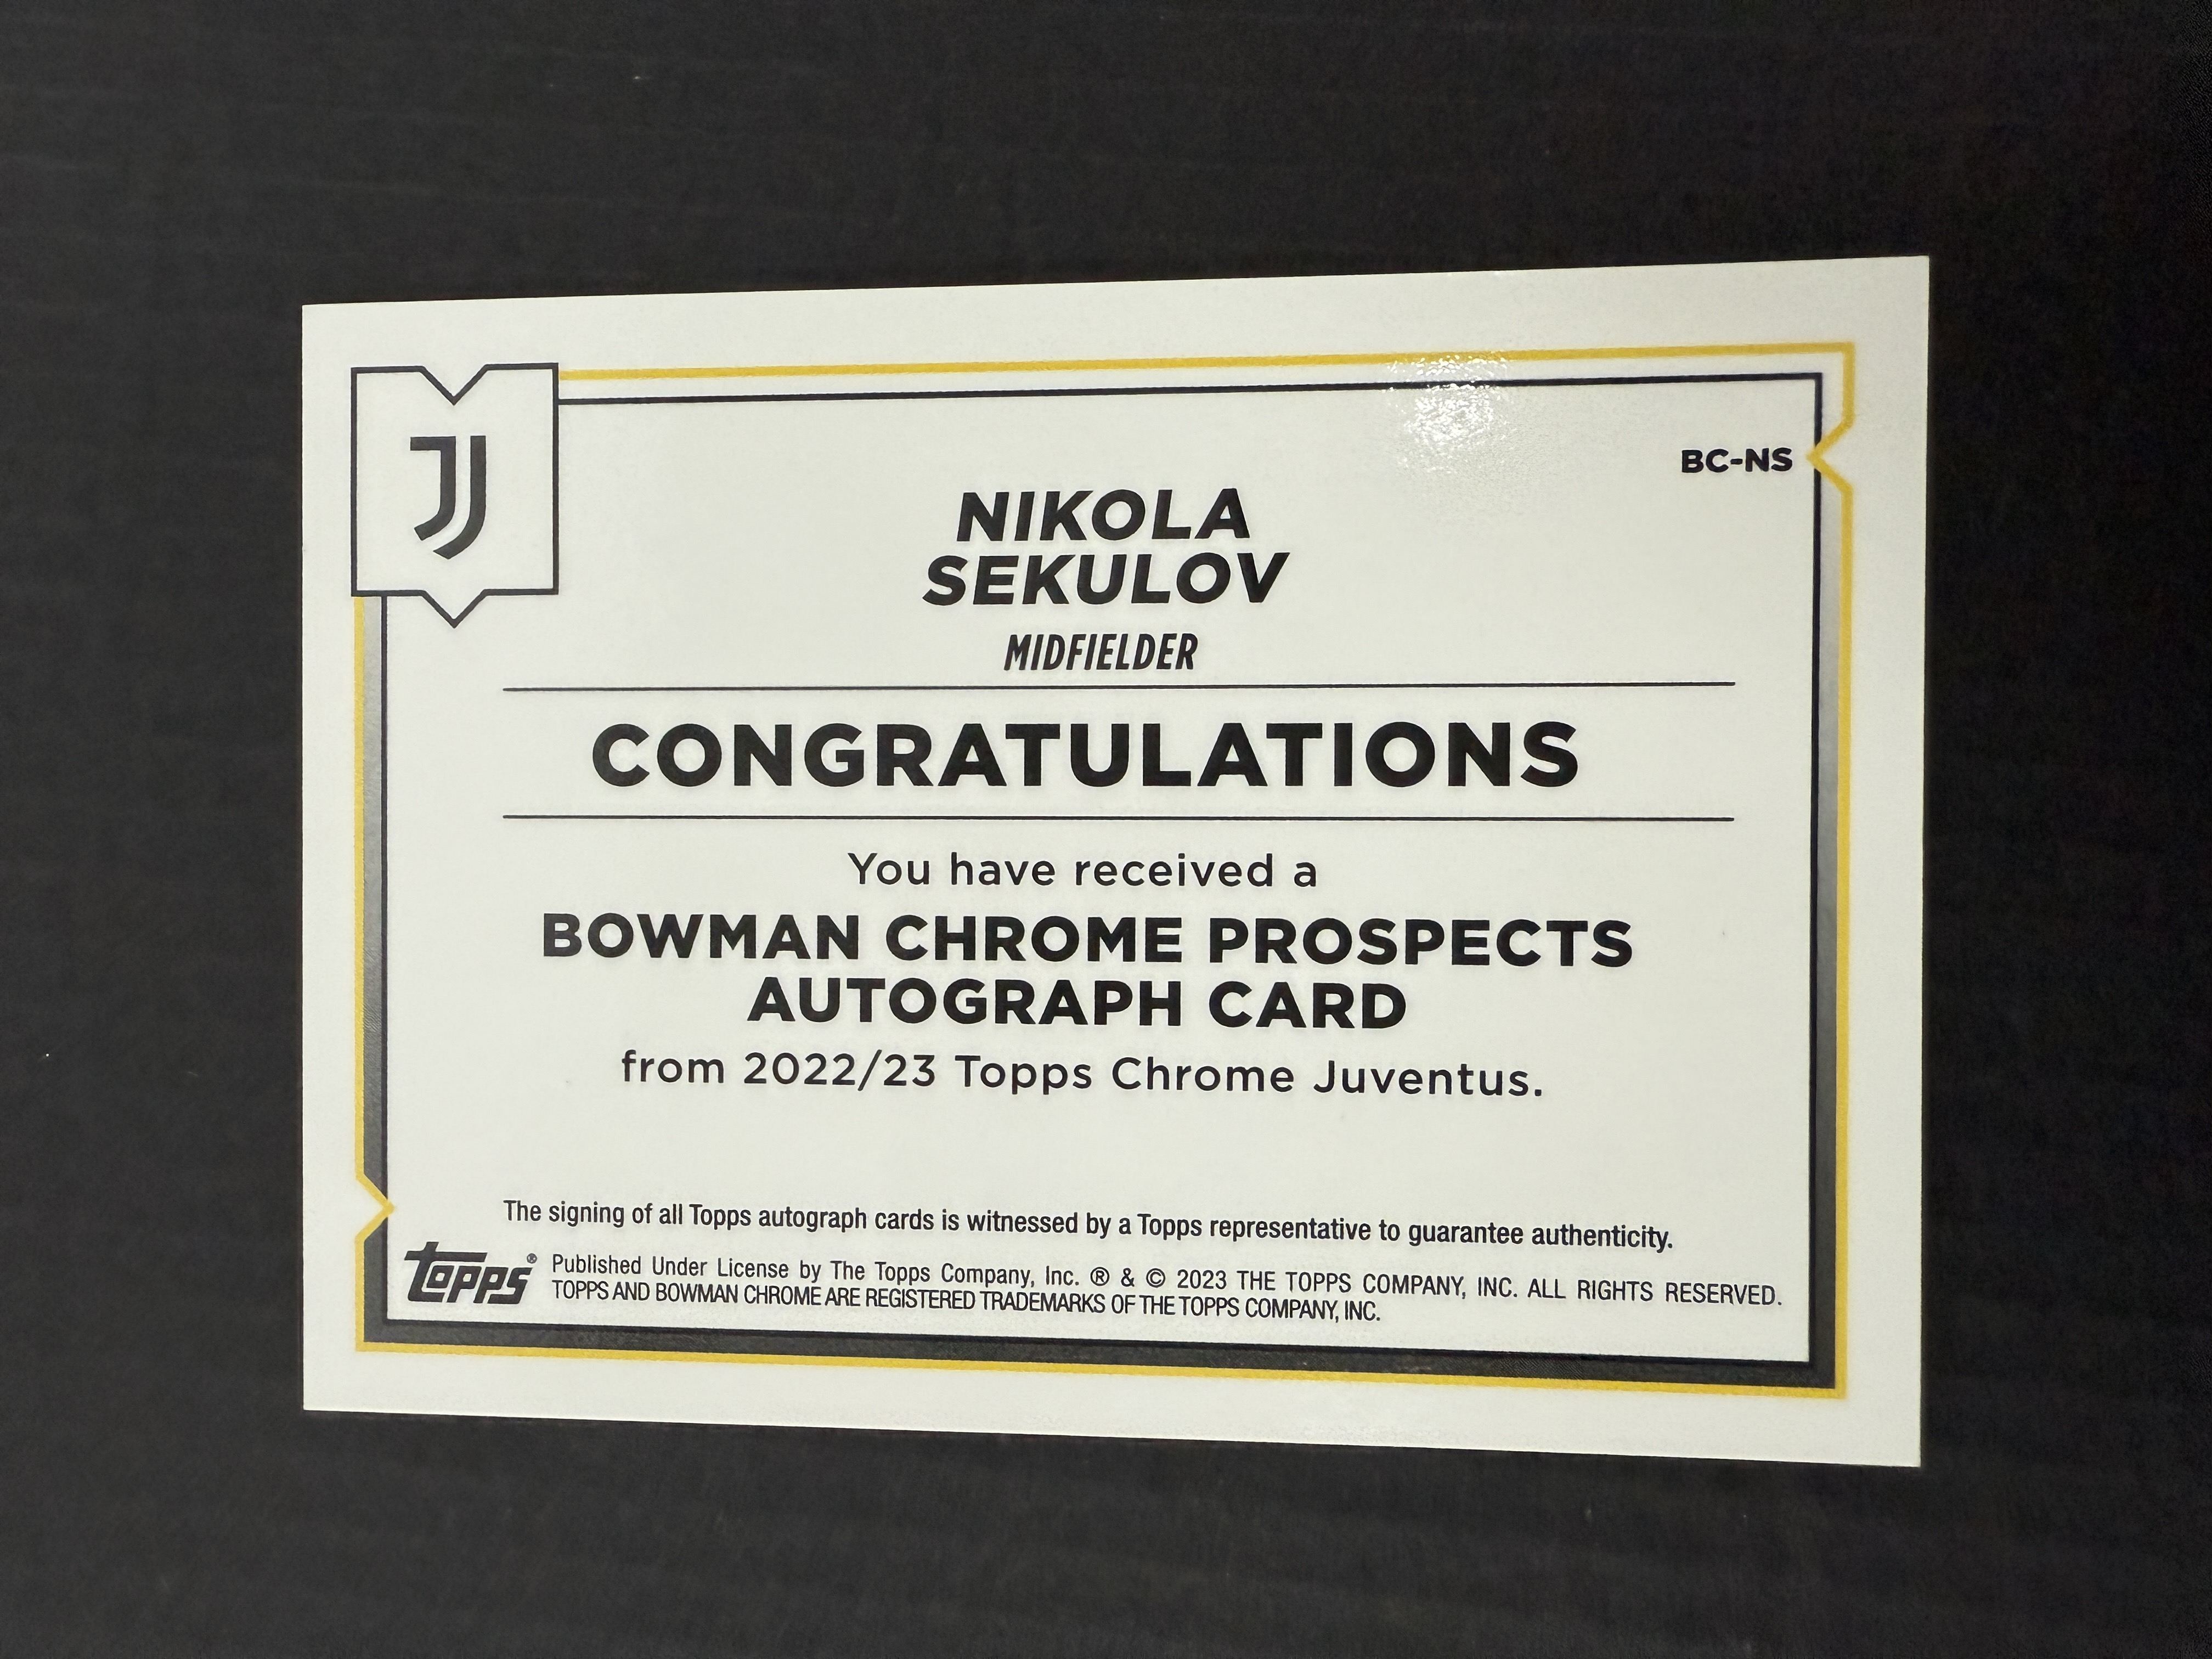 JJ
BC-NS
NIKOLA
SEKULOV
MIDFIELDER
CONGRATULATIONS
You have received a
BOWMAN CHROME PROSPECTS
AUTOGRAPH CARD
from 2022/23 Topps Chrome Juventus.
The signing of all Topps autograph cards is witnessed by a Topps representative to guarantee authenticity.
topps® Published Under License by The Topps Company, Inc. ® & © 2023 THE TOPPS COMPANY, INC. ALL RIGHTS RESERVED.
TOPPS AND BOWMAN CHROME ARE REGISTERED TRADEMARKS OF THE TOPPS COMPANY, INC.